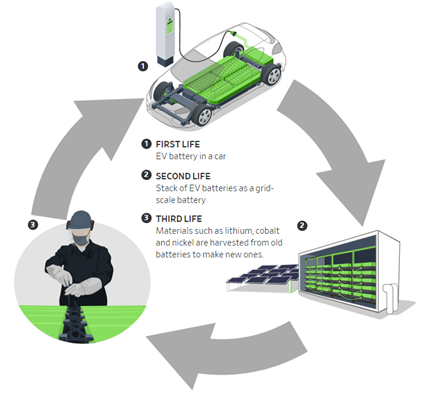 1
1 FIRST LIFE
EV battery in a car
2 SECOND LIFE
Stack of EV batteries as a grid-
scale battery
3 THIRD LIFE
Materials such as lithium, cobalt
and nickel are harvested from old
batteries to make new ones.
3
2